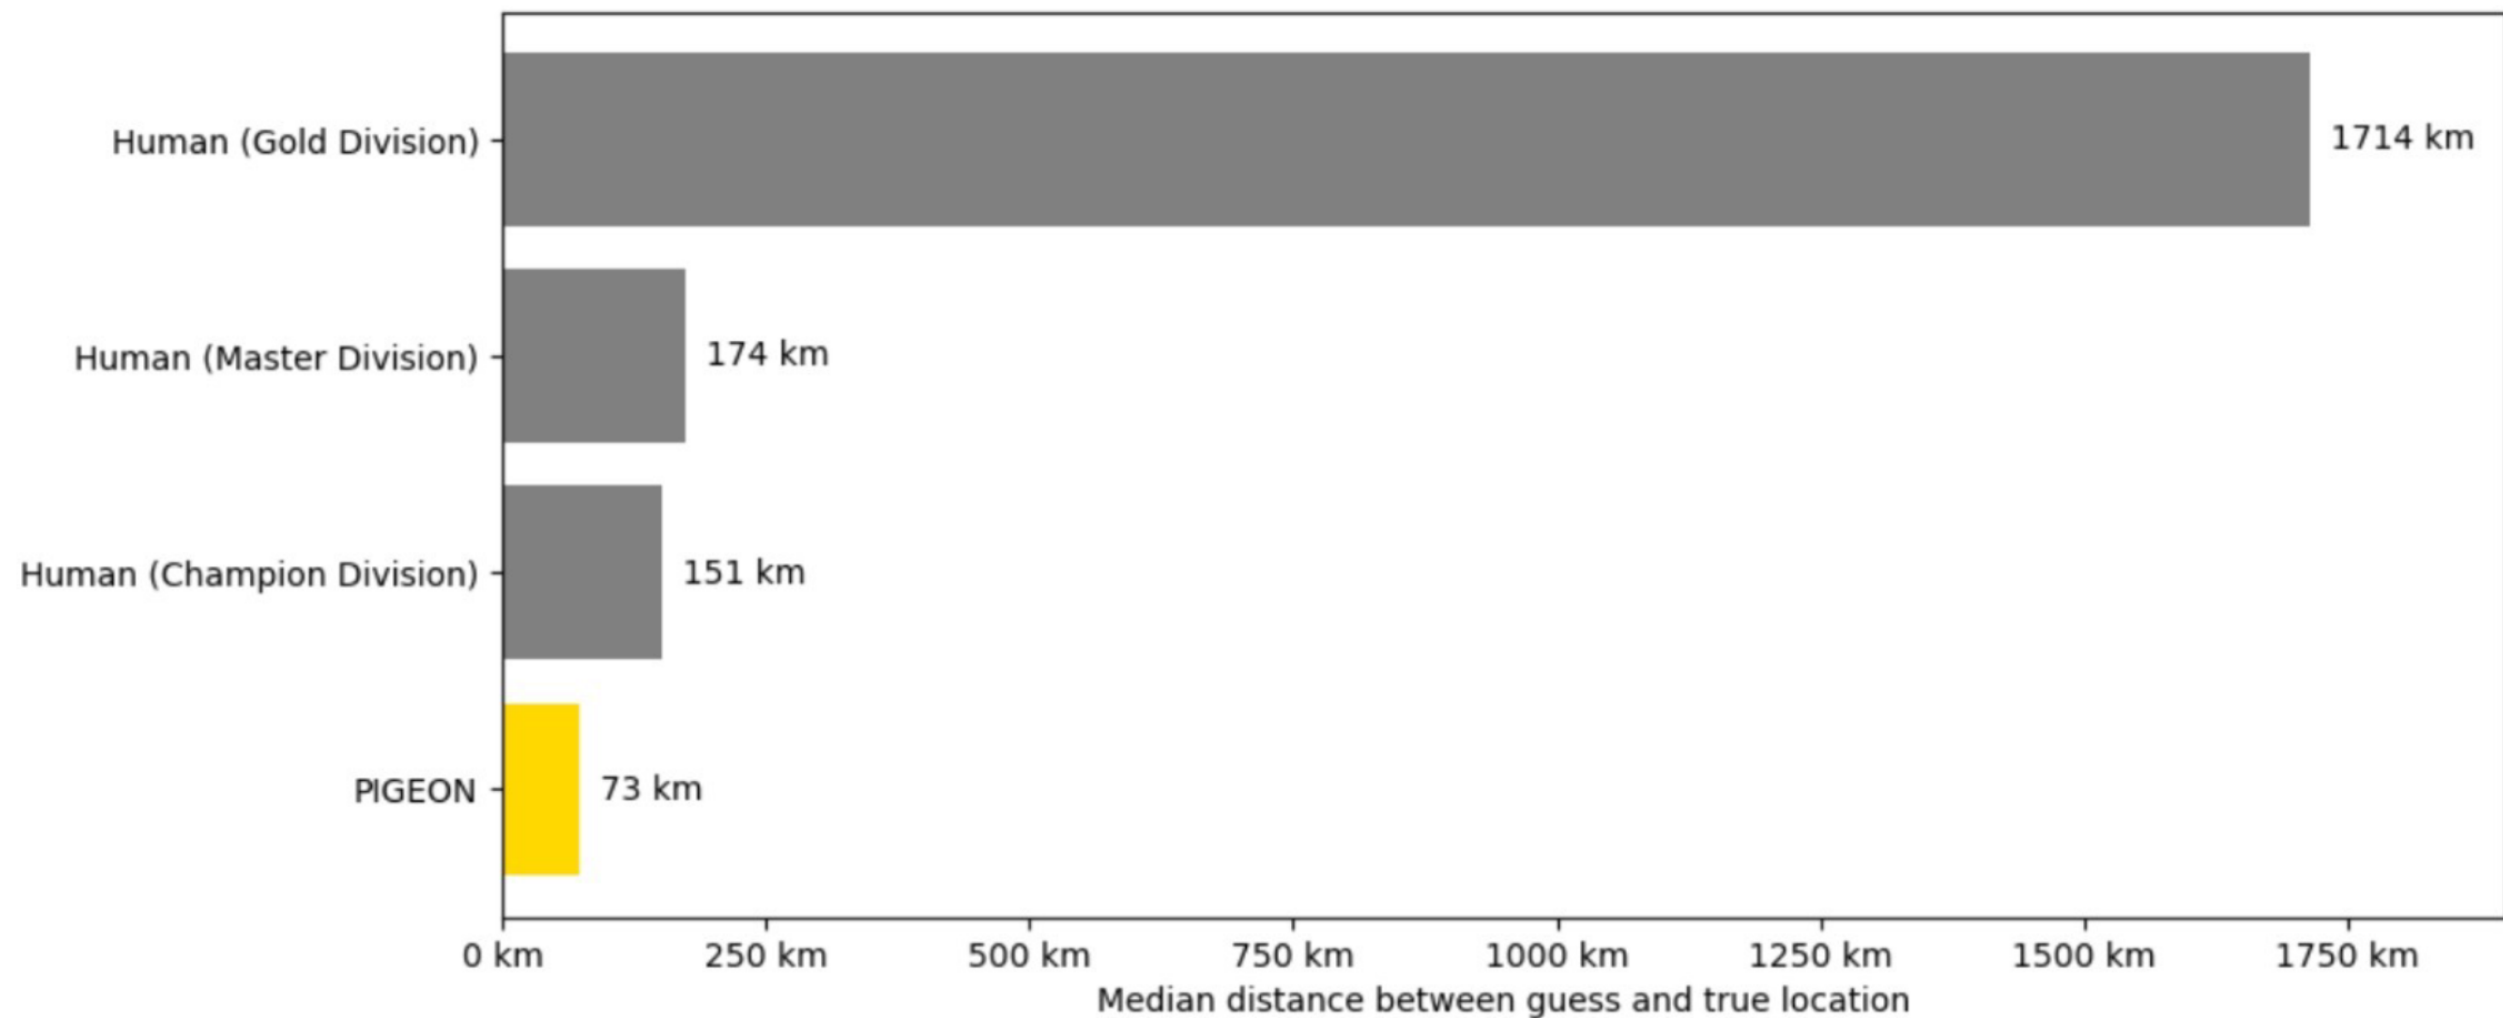 Human (Gold Division)
1714 km
Human (Master Division)
174 km
Human (Champion Division)
151 km
PIGEON
73 km
0 km 250 km 500 km 750 km 1000 km 1250 km 1500 km 1750 km
Median distance between guess and true location